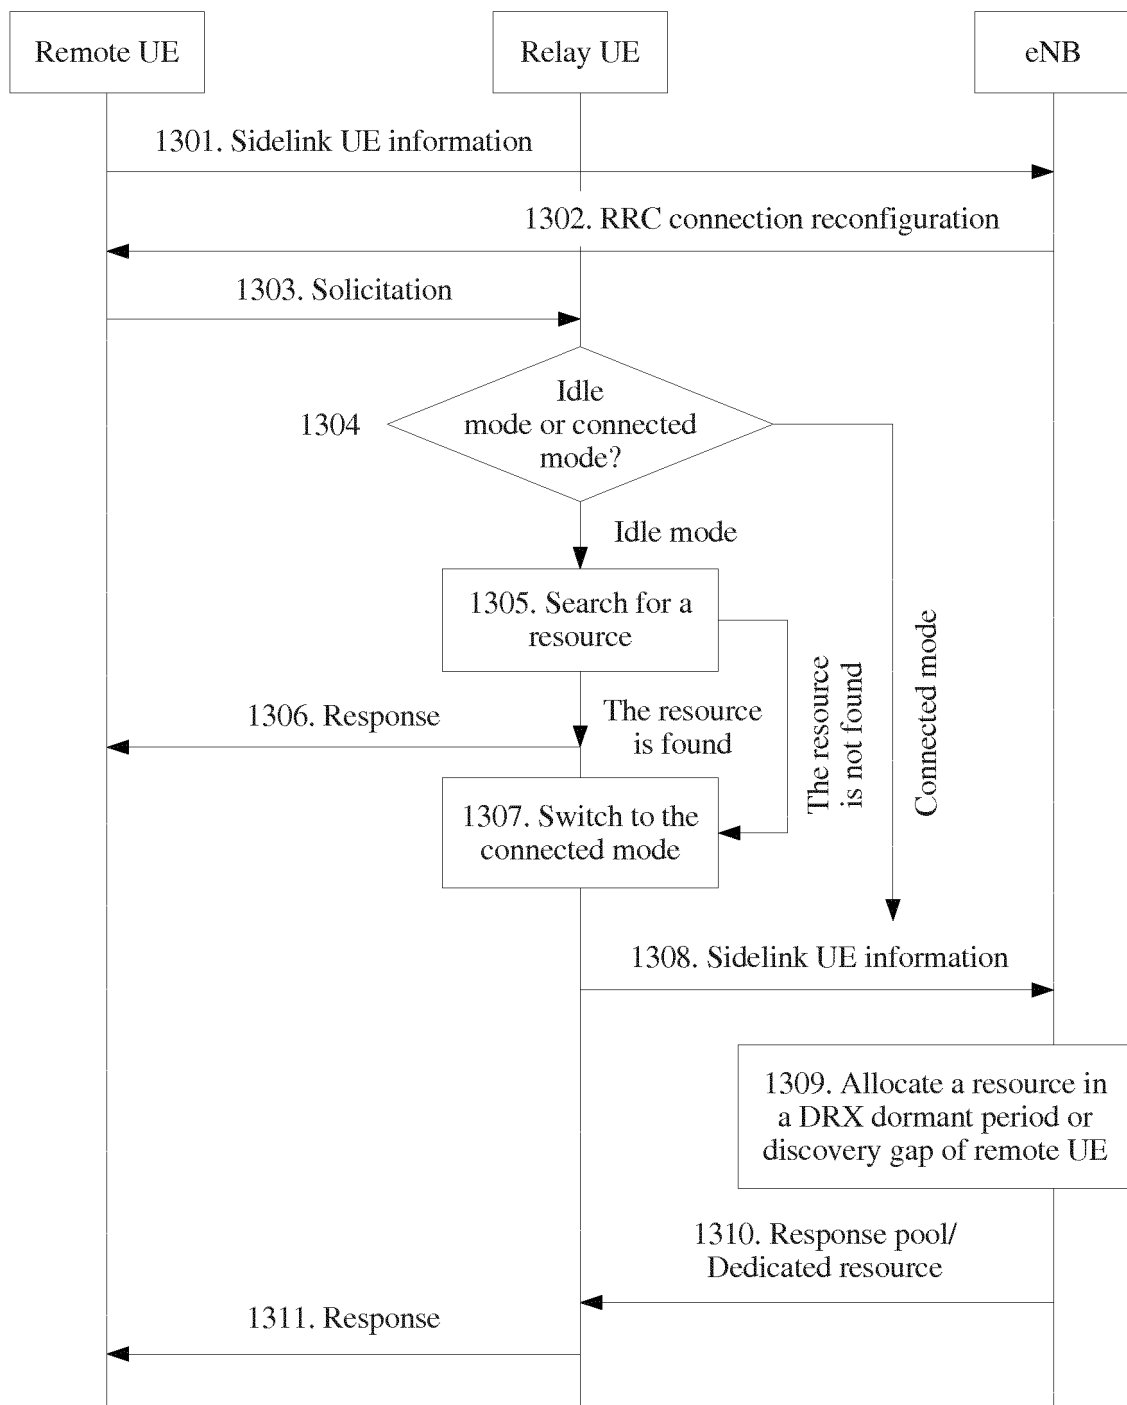 Remote UE
Relay UE
eNB
1301. Sidelink UE information
1302. RRC connection reconfiguration
1303. Solicitation
1304
Idle
mode or connected
mode?
Idle mode
1305. Search for a
resource
The resource
is not found
Connected mode
1306. Response
The resource
is found
1307. Switch to the
connected mode
1308. Sidelink UE information
1309. Allocate a resource in
a DRX dormant period or
discovery gap of remote UE
1310. Response pool/
Dedicated resource
1311. Response